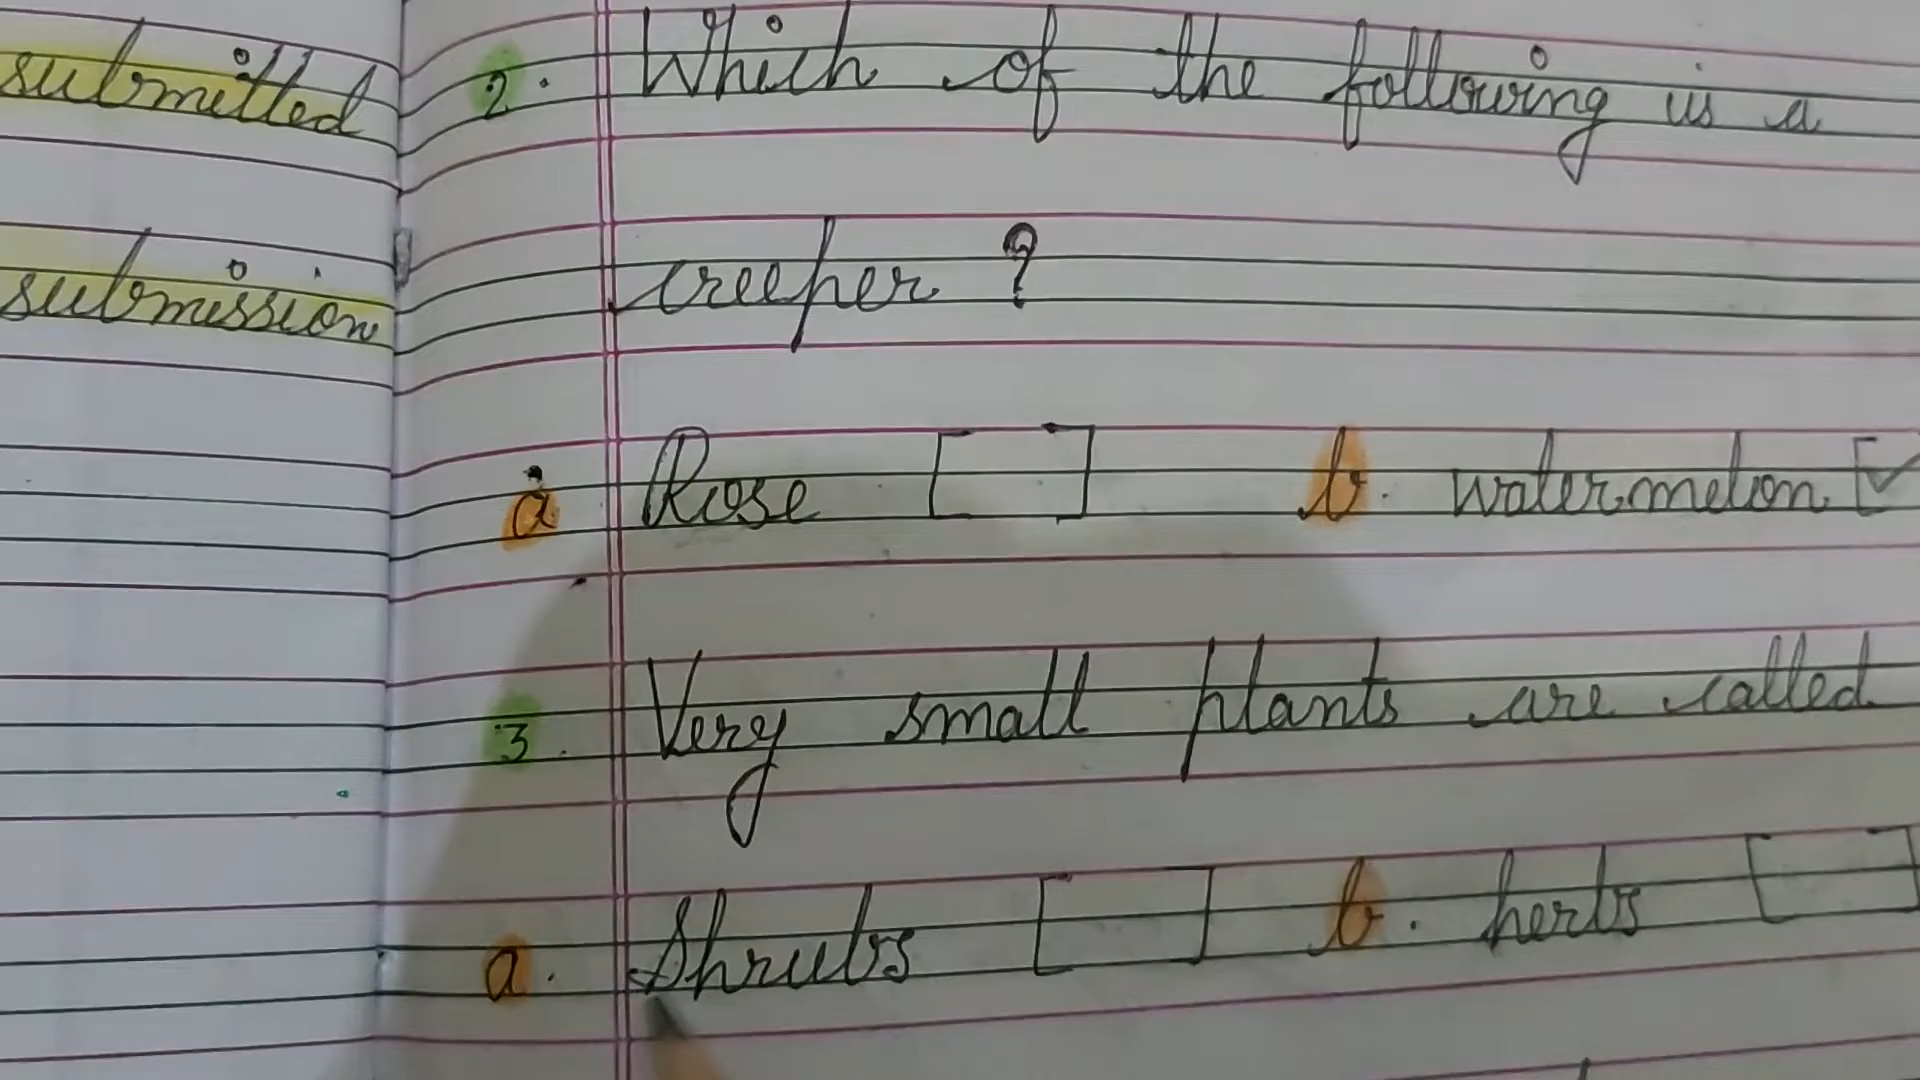 submitted
submission
2. Which of the following is a
creeper ?
a. Rose b. watermelon ✓
3. Very small plants are called
a. Shrubs b. herbs